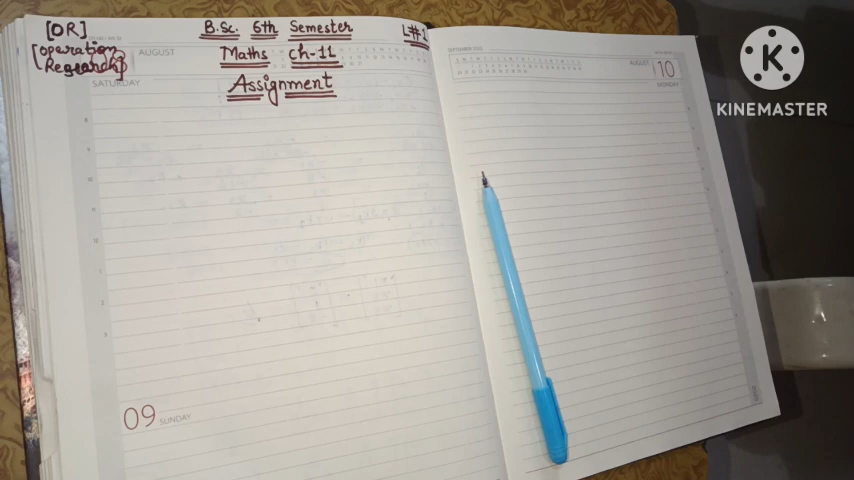 [OR]
[Operation
Research]
B.Sc. 6th Semester
L#1
Maths Ch-11
Assignment
AUGUST
SATURDAY
09 SUNDAY
AUGUST
10
MONDAY
KINEMASTER